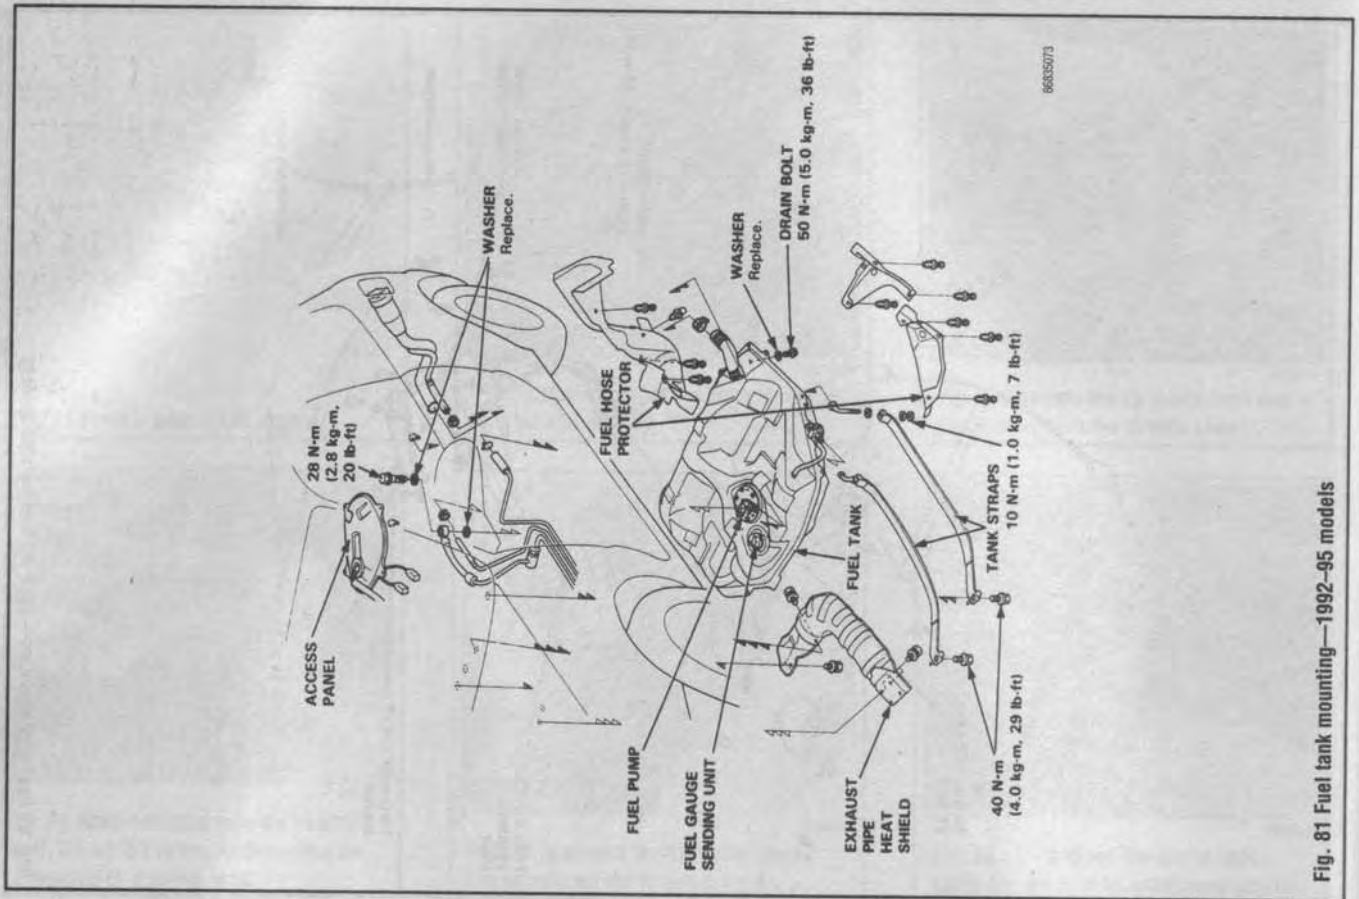 ACCESS
PANEL
28 N-m
(2.8 kg-m,
20 lb-ft)
WASHER
Replace.
FUEL PUMP
FUEL GAUGE
SENDING UNIT
FUEL HOSE
PROTECTOR
WASHER
Replace.
DRAIN BOLT
50 N-m (5.0 kg-m, 36 lb-ft)
EXHAUST
PIPE
HEAT
SHIELD
FUEL TANK
40 N-m
(4.0 kg-m, 29 lb-ft)
TANK STRAPS
10 N-m (1.0 kg-m, 7 lb-ft)
86835073
Fig. 81 Fuel tank mounting—1992–95 models